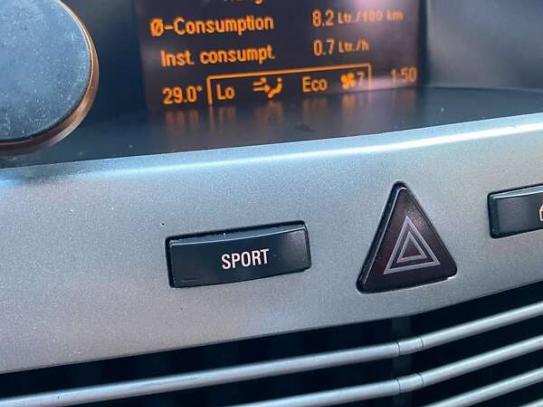 Ø-Consumption 8.2 Ltr./100 km
Inst. consumpt. 0.7 Ltr./h
29.0° Lo Eco 7 1:50
SPORT